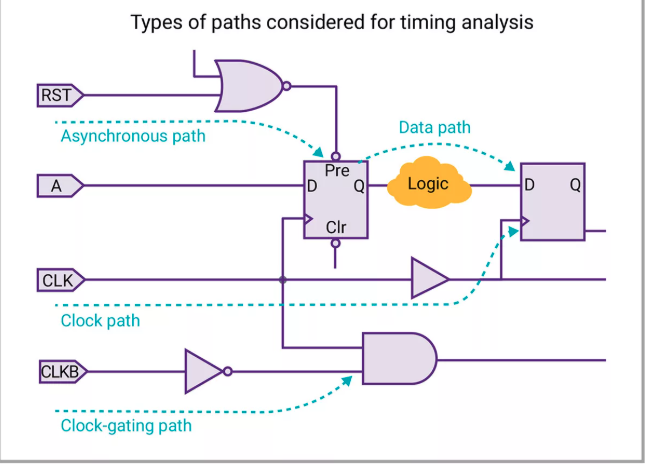 Types of paths considered for timing analysis
RST
Asynchronous path
Data path
Pre
A
D
Q
Logic
D
Q
Clr
CLK
Clock path
CLKB
Clock-gating path